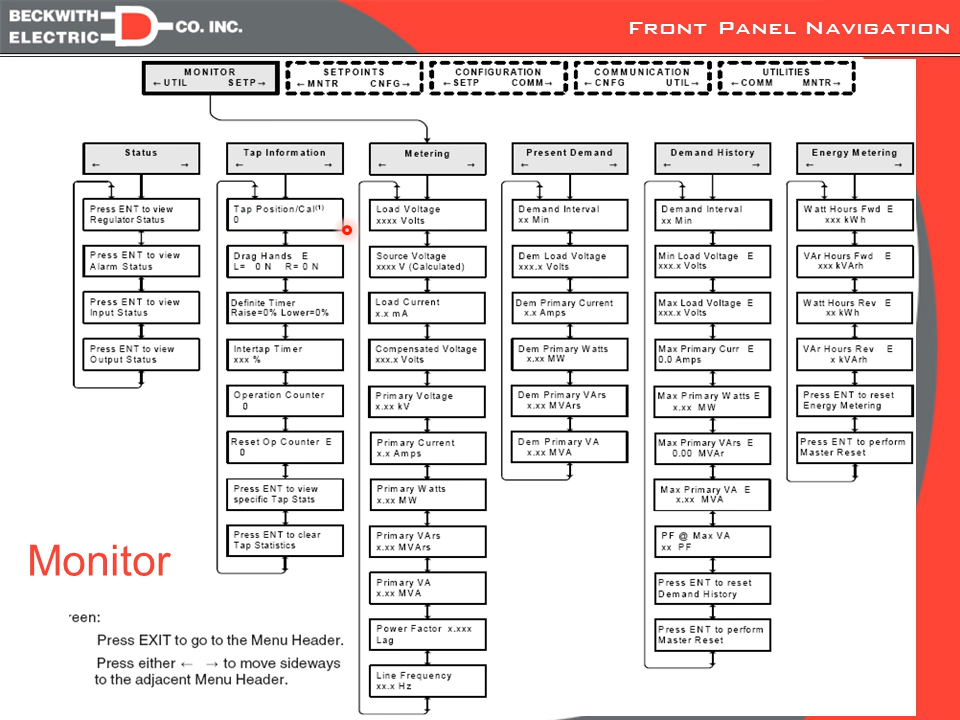 BECKWITH
ELECTRIC
CO. INC.
FRONT PANEL NAVIGATION
MONITOR
←UTIL SETP→
SETPOINTS
←MNTR CNFG→
CONFIGURATION
←SETP COMM→
COMMUNICATION
←CNFG UTIL→
UTILITIES
←COMM MNTR→
Status
← →
Press ENT to view
Regulator Status
Press ENT to view
Alarm Status
Press ENT to view
Input Status
Press ENT to view
Output Status
Tap Information
← →
Tap Position/Cal(1)
0
Drag Hands E
L= 0 N R= 0 N
Definite Timer
Raise=0% Lower=0%
Intertap Timer
xxx %
Operation Counter
0
Reset Op Counter E
0
Press ENT to view
specific Tap Stats
Press ENT to clear
Tap Statistics
Metering
← →
Load Voltage
xxxx Volts
Source Voltage
xxxx V (Calculated)
Load Current
x.x mA
Compensated Voltage
xxx.x Volts
Primary Voltage
x.xx kV
Primary Current
x.x Amps
Primary Watts
x.xx MW
Primary VArs
x.xx MVArs
Primary VA
x.xx MVA
Power Factor x.xxx
Lag
Line Frequency
xx.x Hz
Present Demand
← →
Demand Interval
xx Min
Dem Load Voltage
xxx.x Volts
Dem Primary Current
x.x Amps
Dem Primary Watts
x.xx MW
Dem Primary VArs
x.xx MVArs
Dem Primary VA
x.xx MVA
Demand History
← →
Demand Interval
xx Min
Min Load Voltage E
xxx.x Volts
Max Load Voltage E
xxx.x Volts
Max Primary Curr E
0.0 Amps
Max Primary Watts E
x.xx MW
Max Primary VArs E
0.00 MVAr
Max Primary VA E
x.xx MVA
PF @ Max VA
xx PF
Press ENT to reset
Demand History
Press ENT to perform
Master Reset
Energy Metering
← →
Watt Hours Fwd E
xxx kWh
VAr Hours Fwd E
xxx kVArh
Watt Hours Rev E
xx kWh
VAr Hours Rev E
x kVArh
Press ENT to reset
Energy Metering
Press ENT to perform
Master Reset
Monitor
reen:
Press EXIT to go to the Menu Header.
Press either ← → to move sideways
to the adjacent Menu Header.